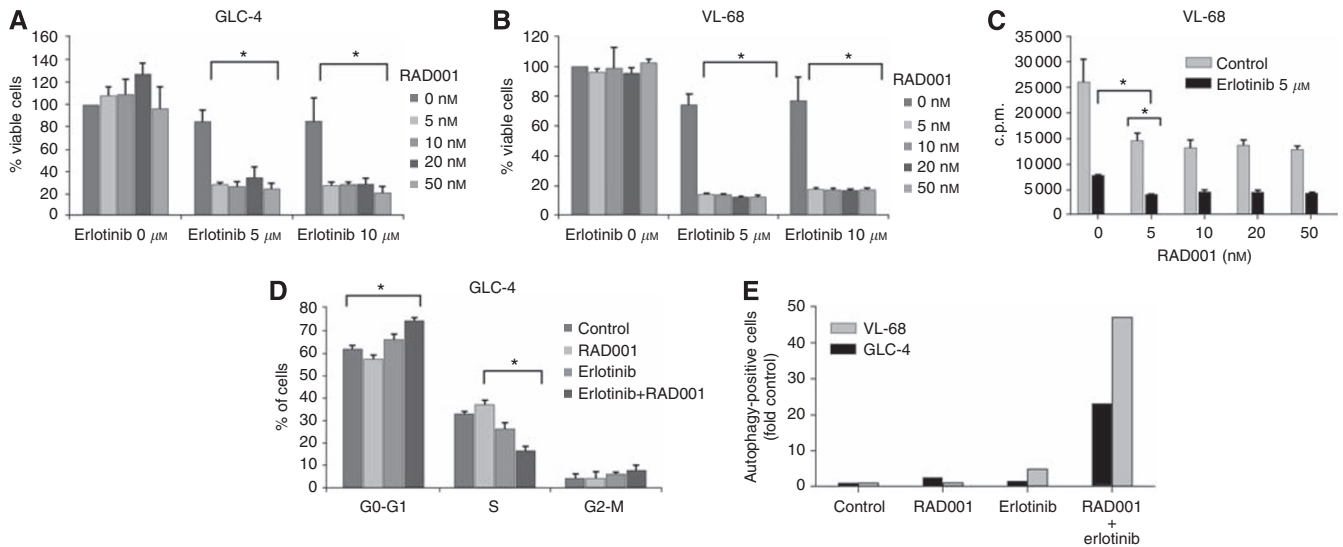 A
GLC-4
% viable cells
160
140
120
100
80
60
40
20
0
Erlotinib 0 μM
Erlotinib 5 μM
Erlotinib 10 μM
*
*
RAD001
0 nM
5 nM
10 nM
20 nM
50 nM
B
VL-68
% viable cells
120
100
80
60
40
20
0
Erlotinib 0 μM
Erlotinib 5 μM
Erlotinib 10 μM
*
*
RAD001
0 nM
5 nM
10 nM
20 nM
50 nM
C
VL-68
c.p.m.
35 000
30 000
25 000
20 000
15 000
10 000
5000
0
Control
Erlotinib 5 μM
*
*
0 5 10 20 50
RAD001 (nM)
D
GLC-4
% of cells
80
70
60
50
40
30
20
10
0
*
*
Control
RAD001
Erlotinib
Erlotinib+RAD001
G0-G1 S G2-M
E
Autophagy-positive cells
(fold control)
50
40
30
20
10
0
VL-68
GLC-4
Control
RAD001
Erlotinib
RAD001
+
erlotinib